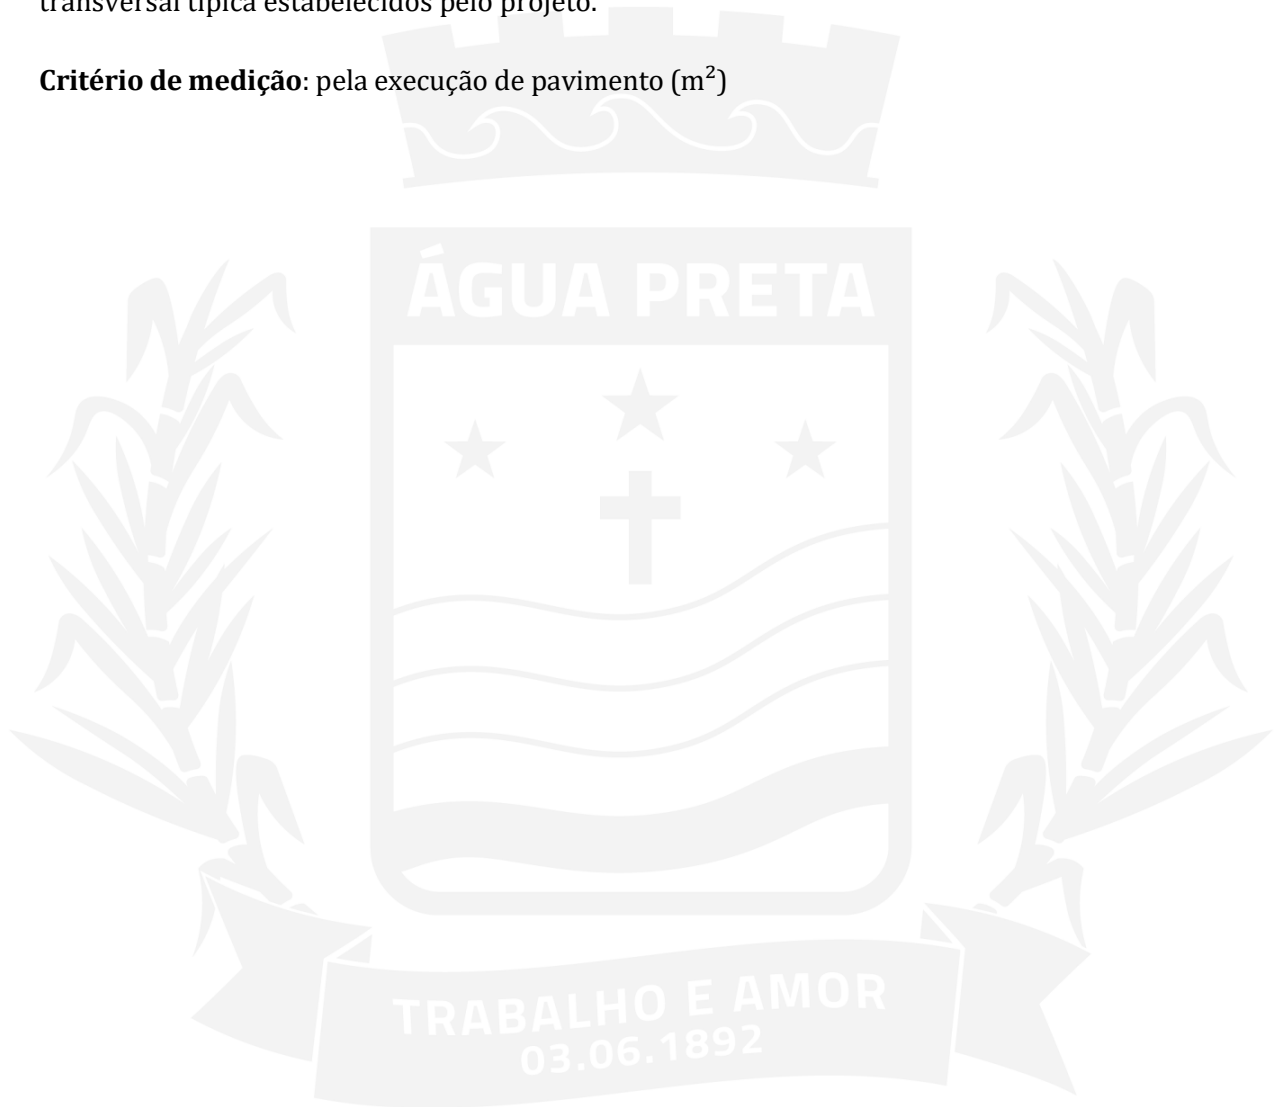 transversal típica estabelecidos pelo projeto.
Critério de medição: pela execução de pavimento (m²)
ÁGUA PRETA
TRABALHO E AMOR
03.06.1892